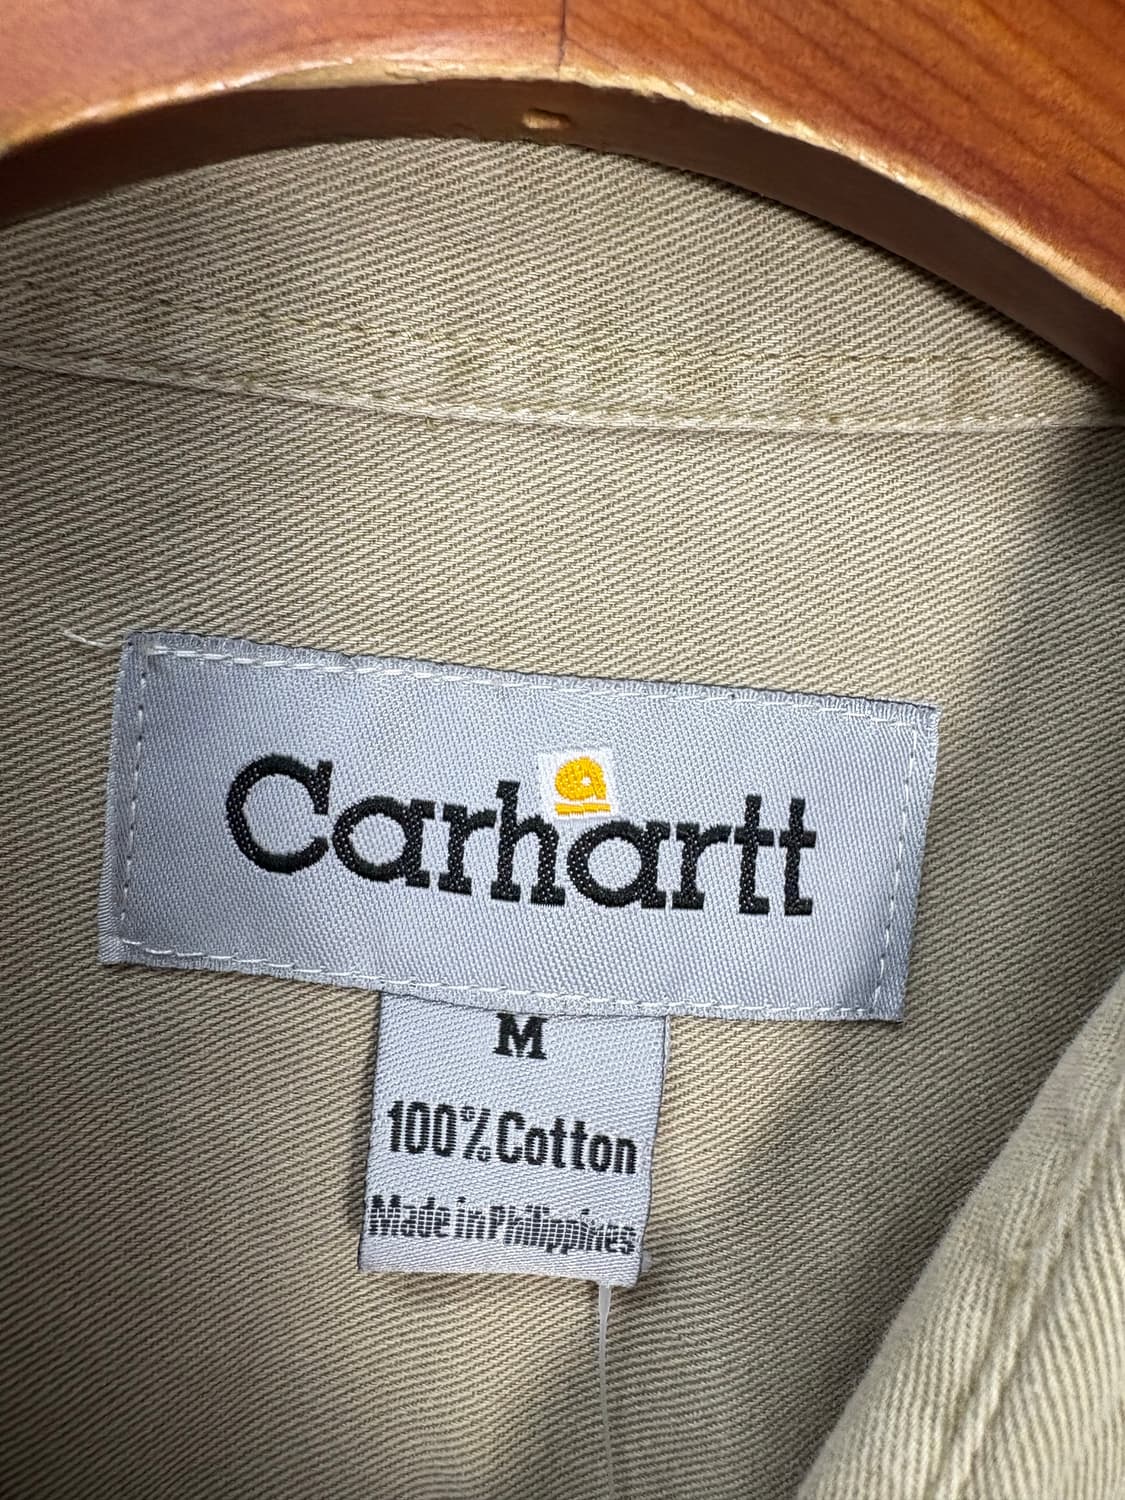 Carhartt
M
100% Cotton
Made in Philippines